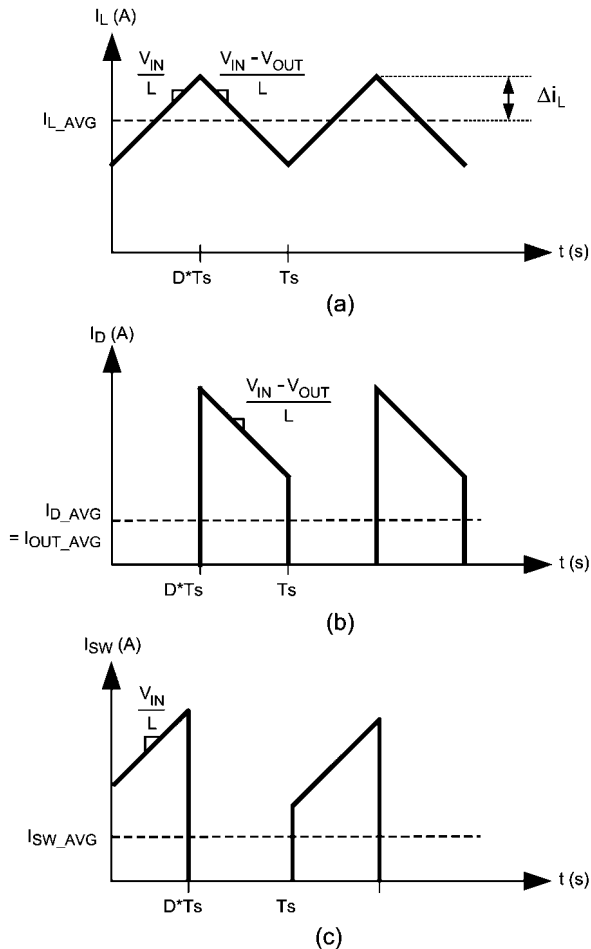 I_L (A)
V_IN
L
V_IN - V_OUT
L
I_L_AVG
Δi_L
t (s)
D*Ts
Ts
(a)
I_D (A)
V_IN - V_OUT
L
I_D_AVG
= I_OUT_AVG
t (s)
D*Ts
Ts
(b)
I_SW (A)
V_IN
L
I_SW_AVG
t (s)
D*Ts
Ts
(c)